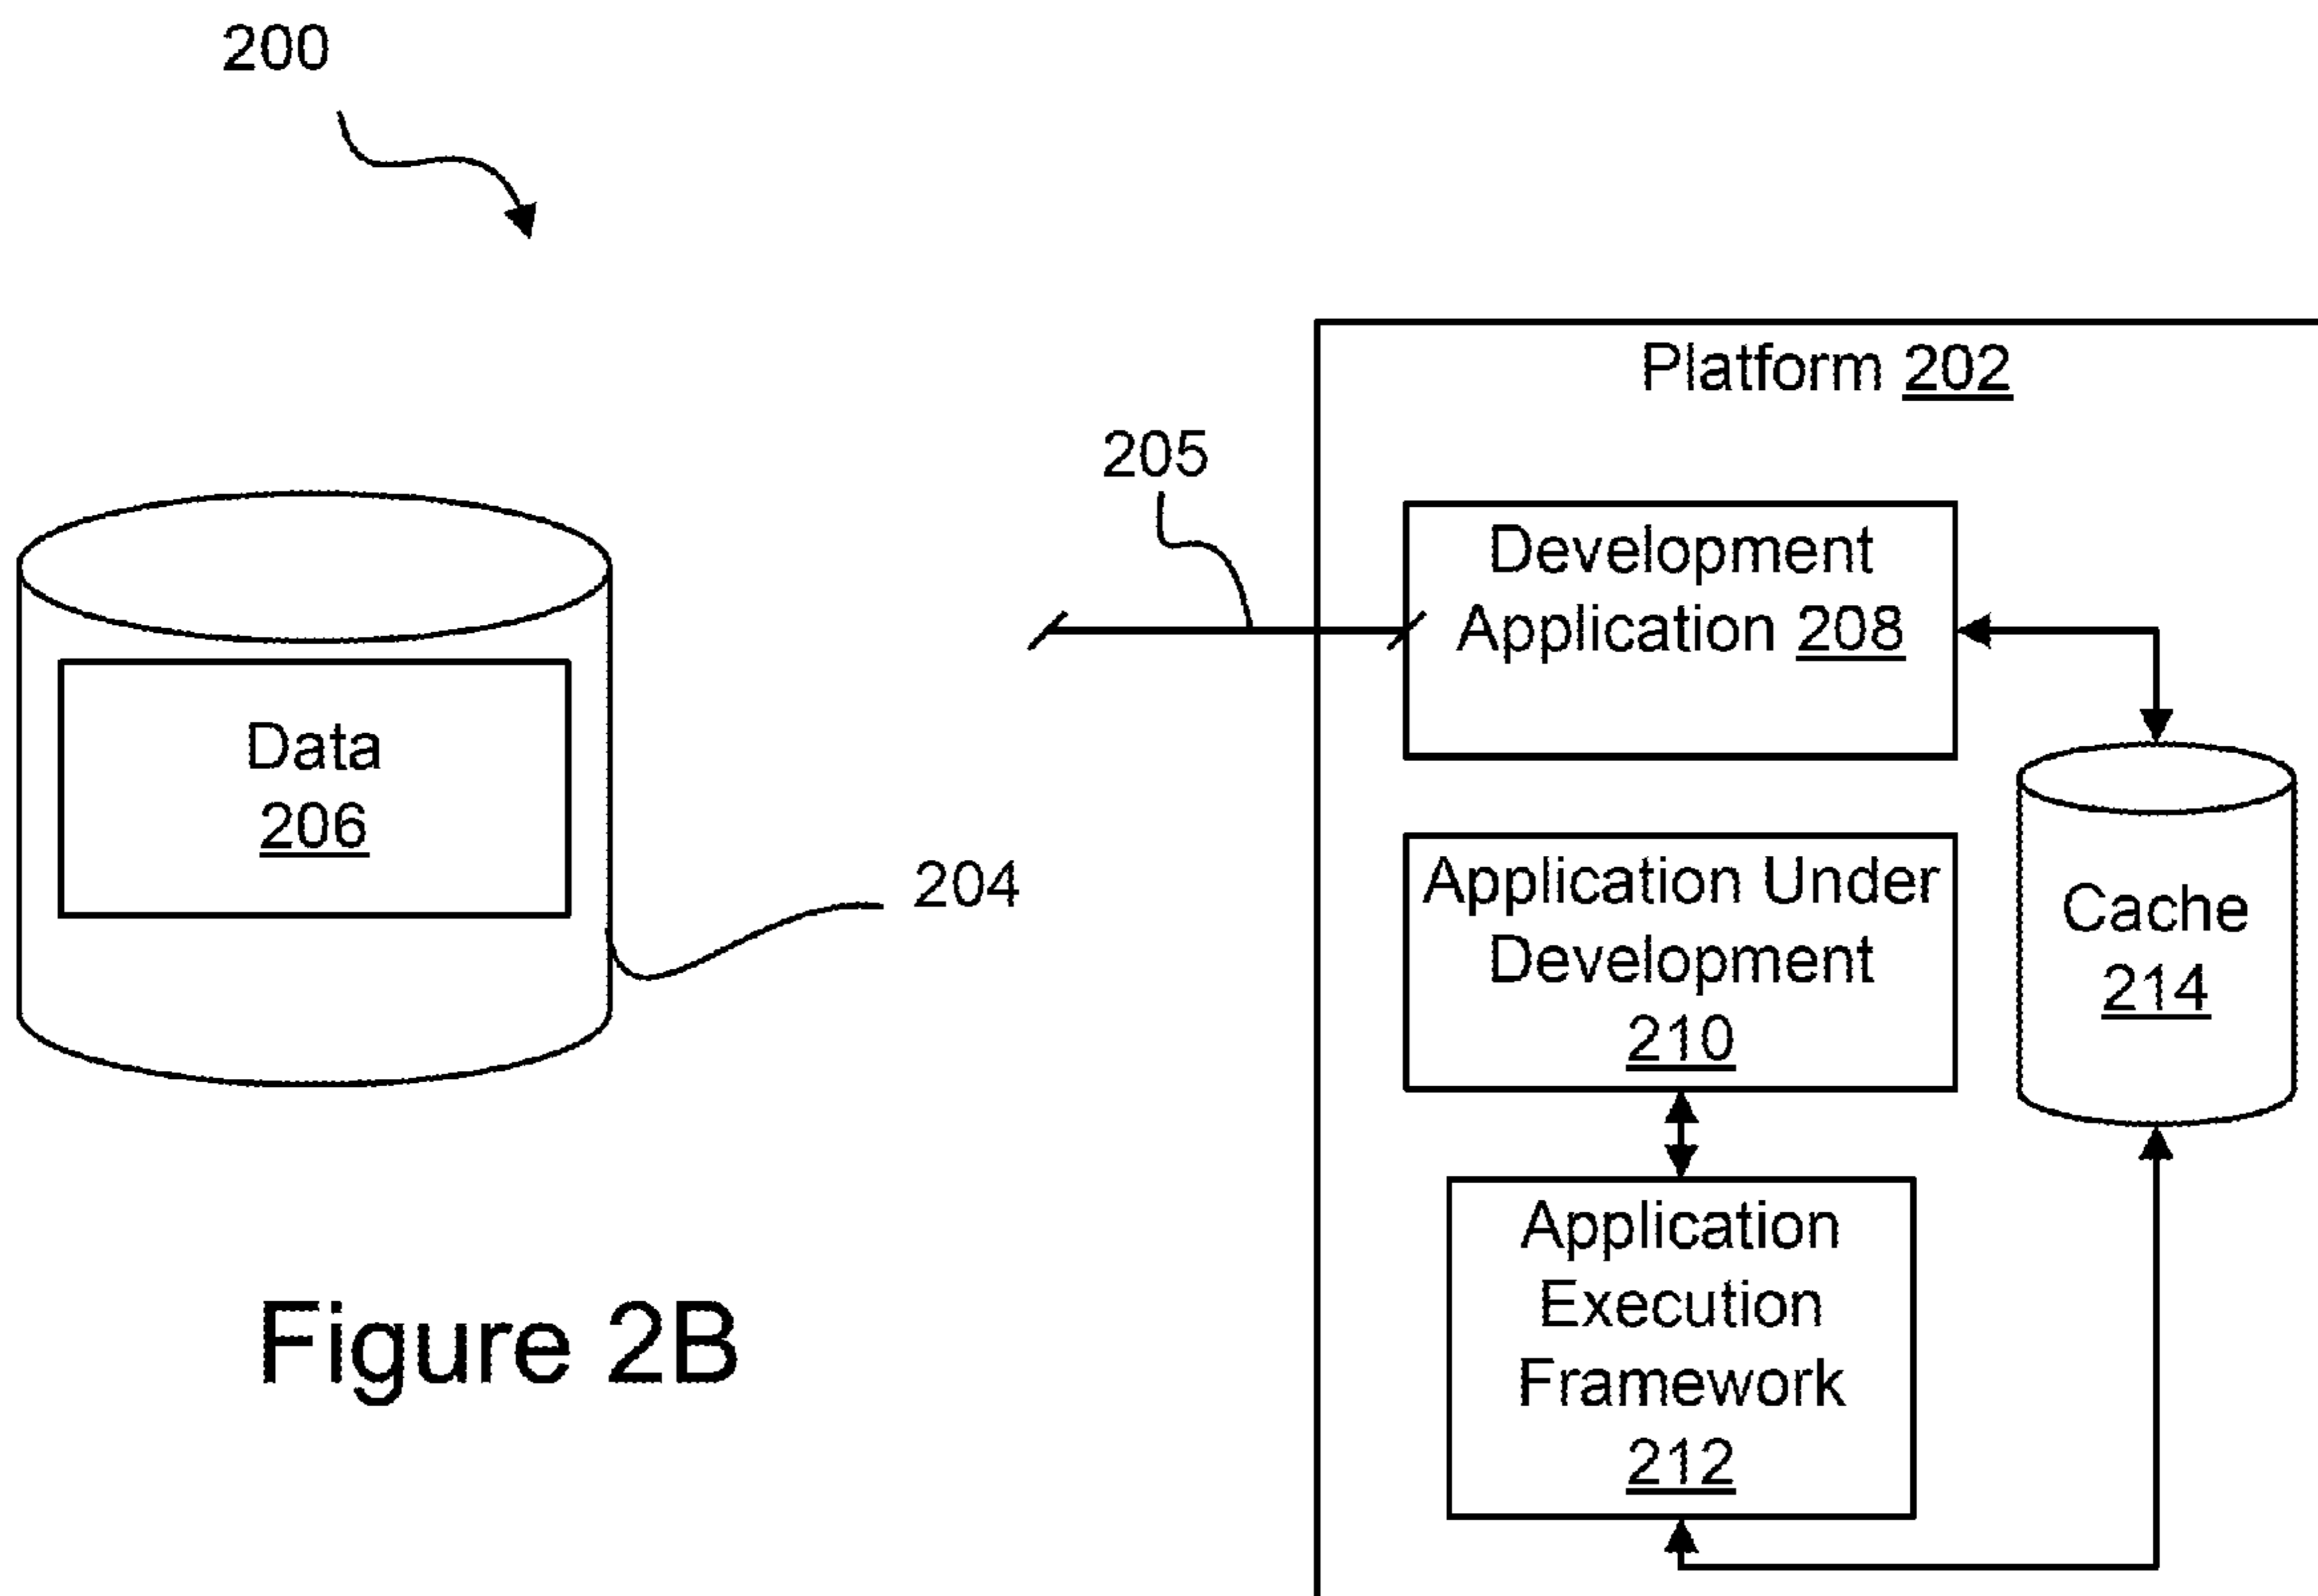 200
Platform 202
205
Development
Application 208
Data
206
204
Application Under
Development
210
Cache
214
Application
Execution
Framework
212
Figure 2B